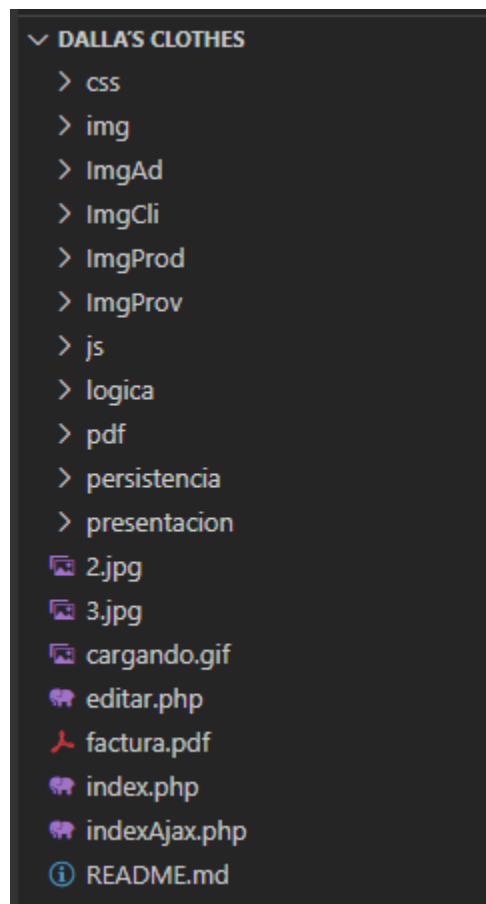 DALLA'S CLOTHES
css
img
ImgAd
ImgCli
ImgProd
ImgProv
js
logica
pdf
persistencia
presentacion
2.jpg
3.jpg
cargando.gif
editar.php
factura.pdf
index.php
indexAjax.php
README.md